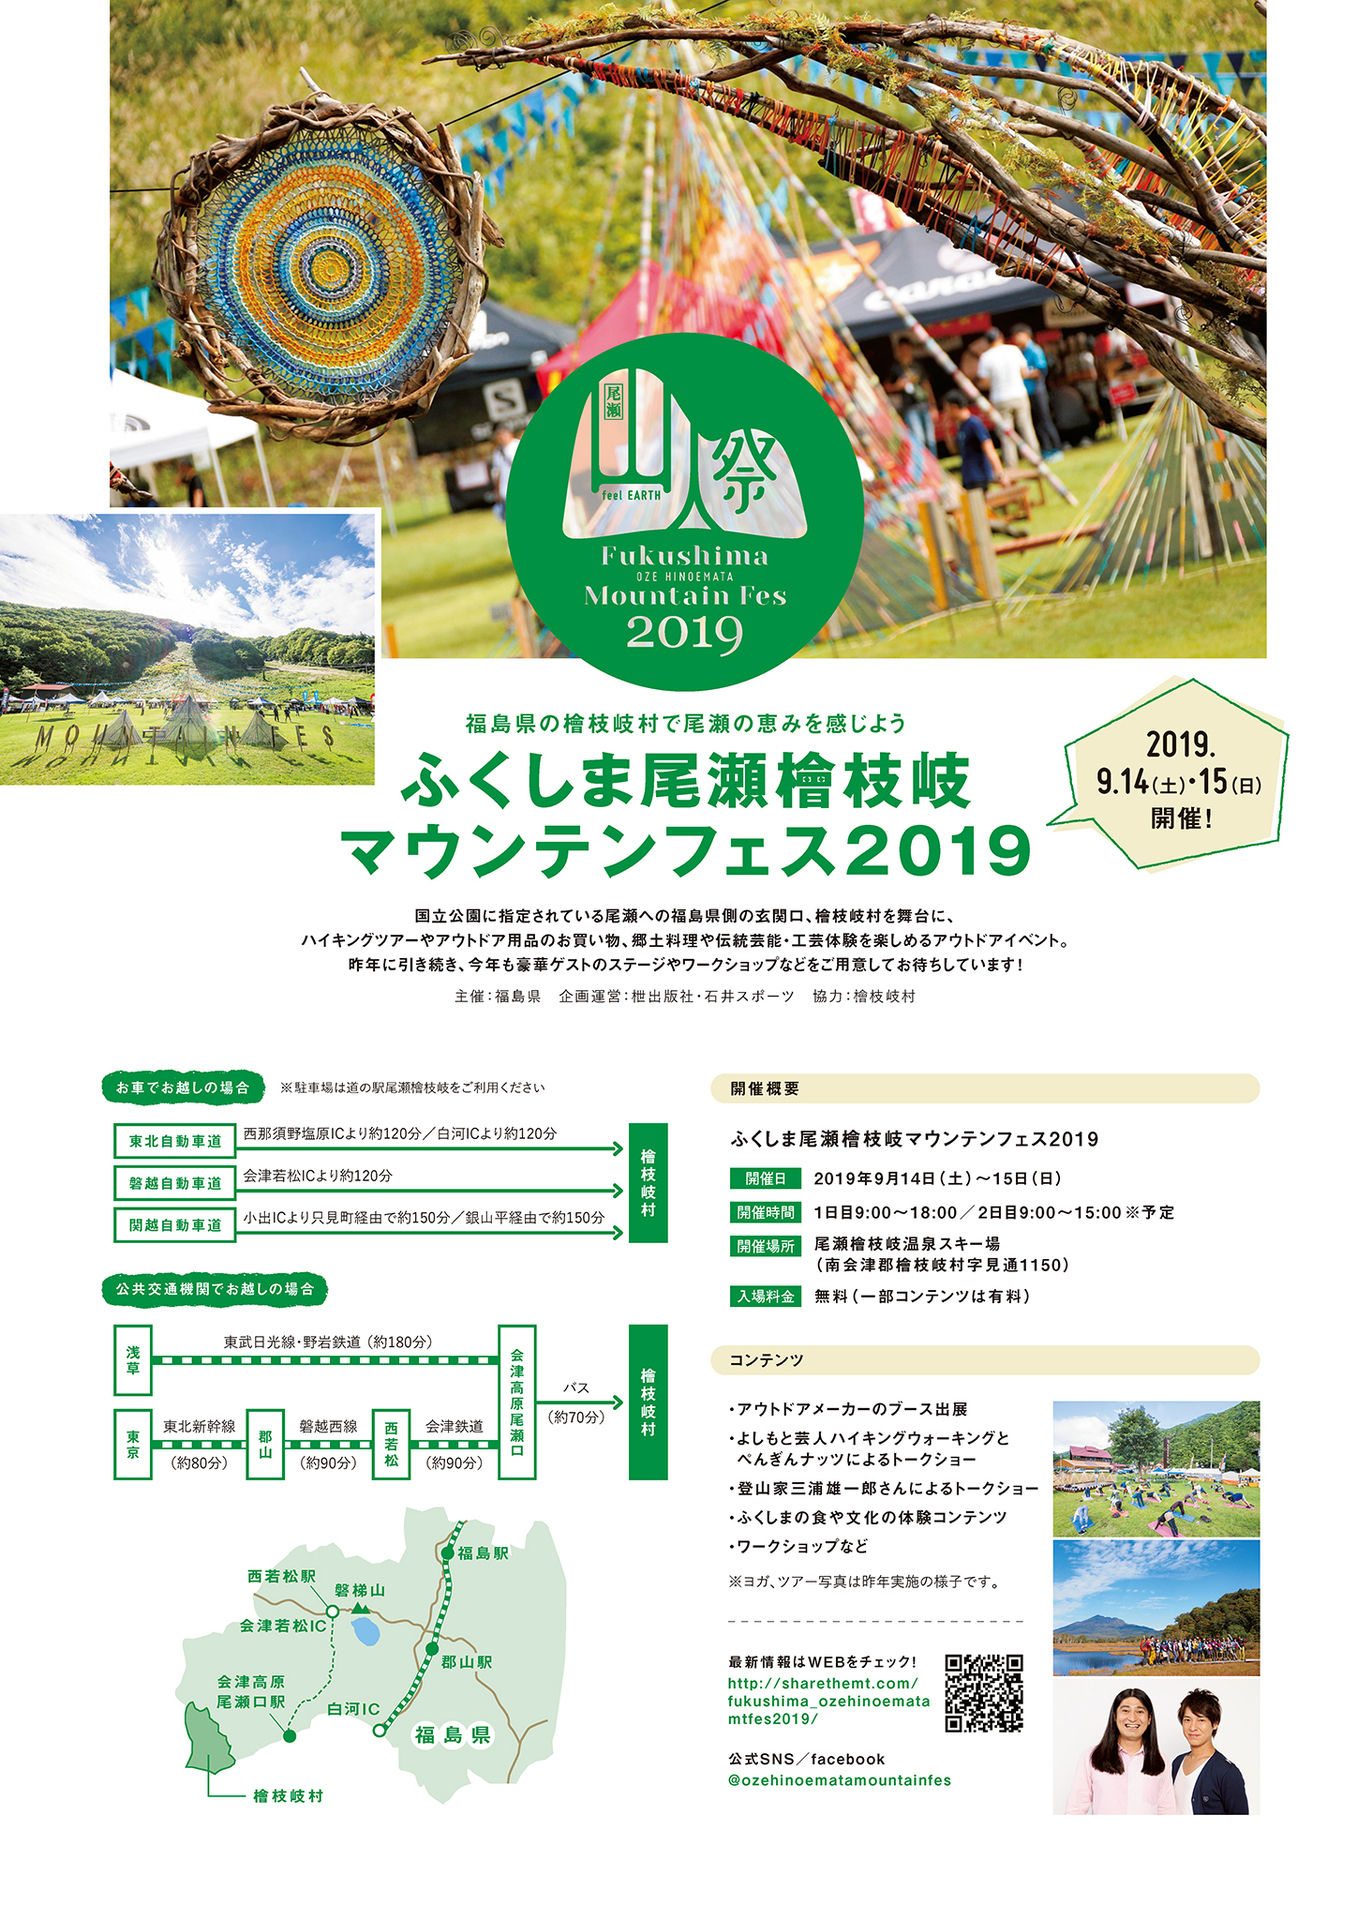 尾瀬
山人祭
feel EARTH
Fukushima
OZE HINOEMATA
Mountain Fes
2019
MOUNTAIN FES
福島県の檜枝岐村で尾瀬の恵みを感じよう
ふくしま尾瀬檜枝岐
マウンテンフェス2019
2019.
9.14(土)・15(日)
開催!
国立公園に指定されている尾瀬への福島県側の玄関口、檜枝岐村を舞台に、
ハイキングツアーやアウトドア用品のお買い物、郷土料理や伝統芸能・工芸体験を楽しめるアウトドアイベント。
昨年に引き続き、今年も豪華ゲストのステージやワークショップなどをご用意してお待ちしています!
主催:福島県　企画運営:枻出版社・石井スポーツ　協力:檜枝岐村
お車でお越しの場合　※駐車場は道の駅尾瀬檜枝岐をご利用ください
東北自動車道　西那須野塩原ICより約120分／白河ICより約120分
磐越自動車道　会津若松ICより約120分
関越自動車道　小出ICより只見町経由で約150分／銀山平経由で約150分
檜枝岐村
公共交通機関でお越しの場合
浅草
東武日光線・野岩鉄道（約180分）
東京
東北新幹線
（約80分）
郡山
磐越西線
（約90分）
西若松
会津鉄道
（約90分）
会津高原尾瀬口
バス
（約70分）
檜枝岐村
福島駅
西若松駅
磐梯山
会津若松IC
郡山駅
会津高原
尾瀬口駅
白河IC
福島県
檜枝岐村
開催概要
ふくしま尾瀬檜枝岐マウンテンフェス2019
開催日　2019年9月14日（土）〜15日（日）
開催時間　1日目9:00〜18:00／2日目9:00〜15:00※予定
開催場所　尾瀬檜枝岐温泉スキー場
（南会津郡檜枝岐村字見通1150）
入場料金　無料（一部コンテンツは有料）
コンテンツ
・アウトドアメーカーのブース出展
・よしもと芸人ハイキングウォーキングと
ぺんぎんナッツによるトークショー
・登山家三浦雄一郎さんによるトークショー
・ふくしまの食や文化の体験コンテンツ
・ワークショップなど
※ヨガ、ツアー写真は昨年実施の様子です。
最新情報はWEBをチェック!
http://sharethemt.com/
fukushima_ozehinoemata
mtfes2019/
公式SNS／facebook
@ozehinoematamountainfes